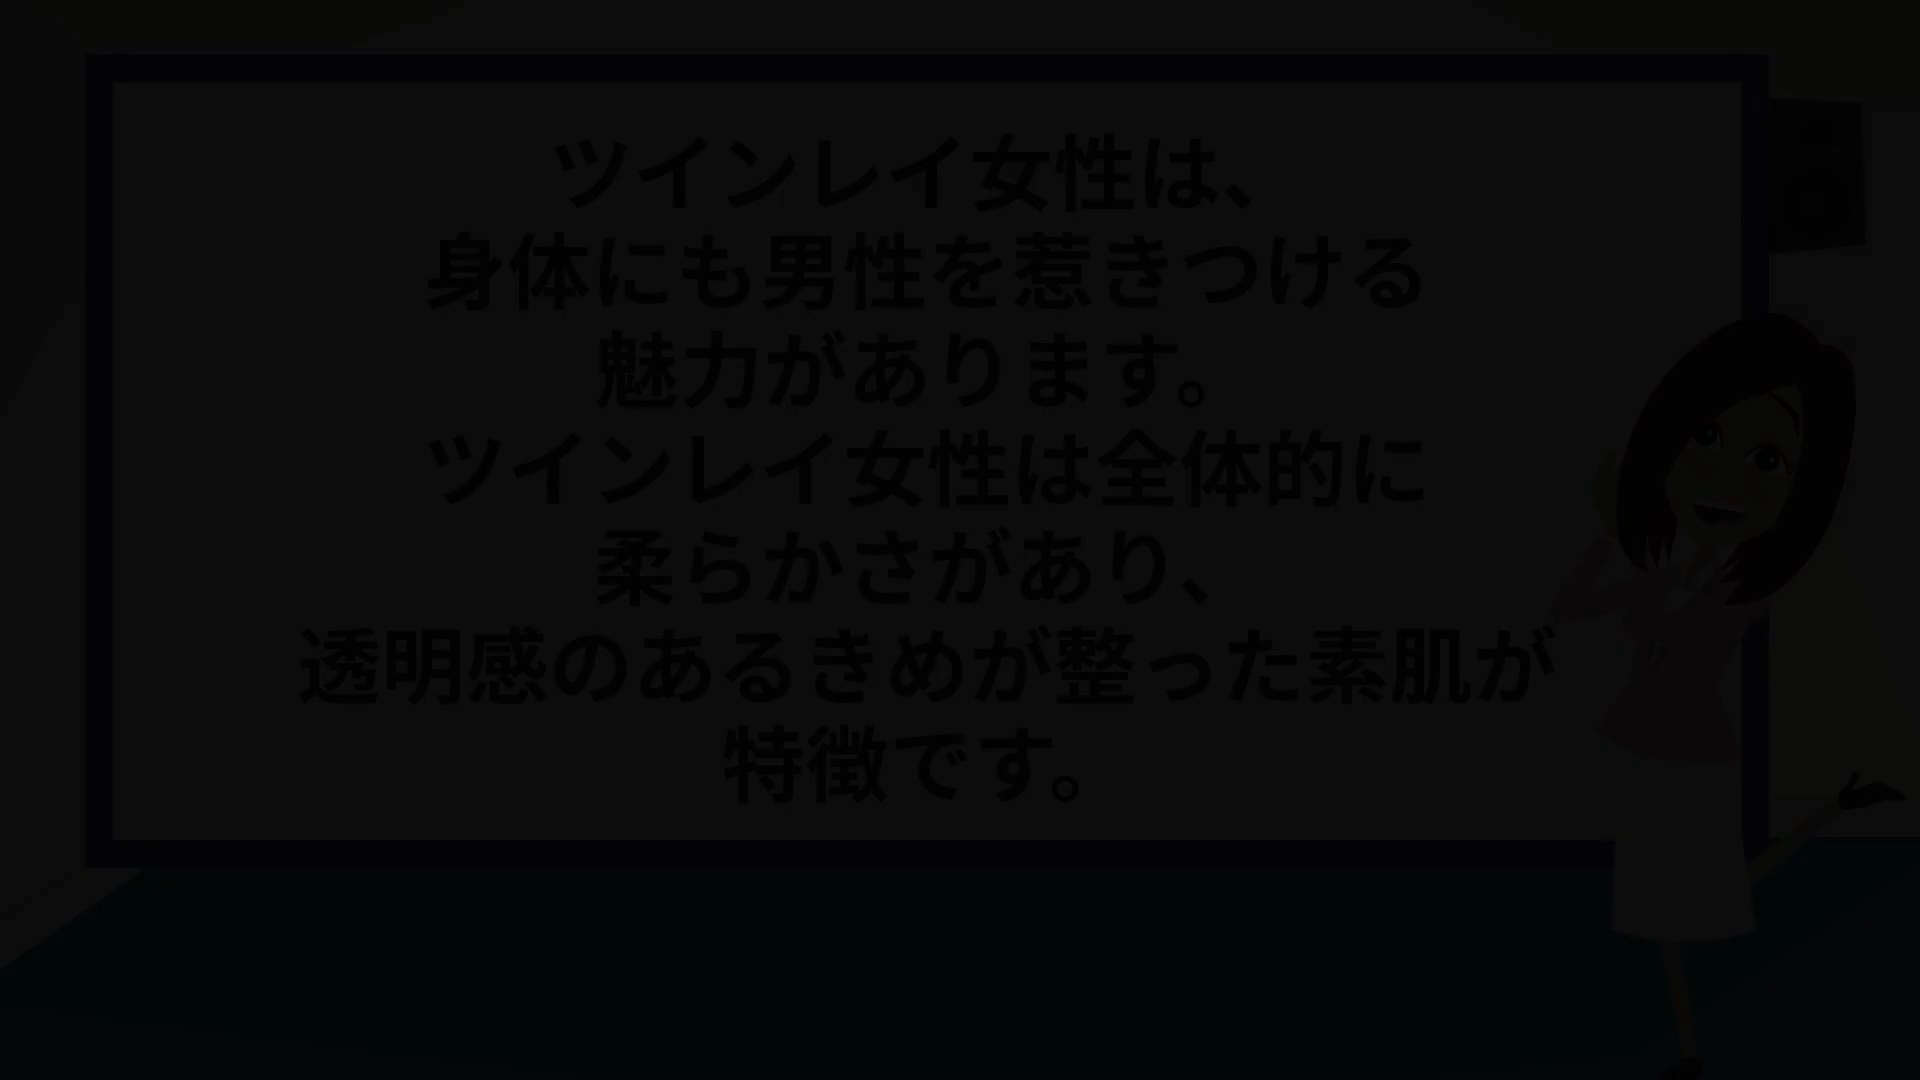 ツインレイ女性は、
身体にも男性を惹きつける
魅力があります。
ツインレイ女性は全体的に
柔らかさがあり、
透明感のあるきめが整った素肌が
特徴です。